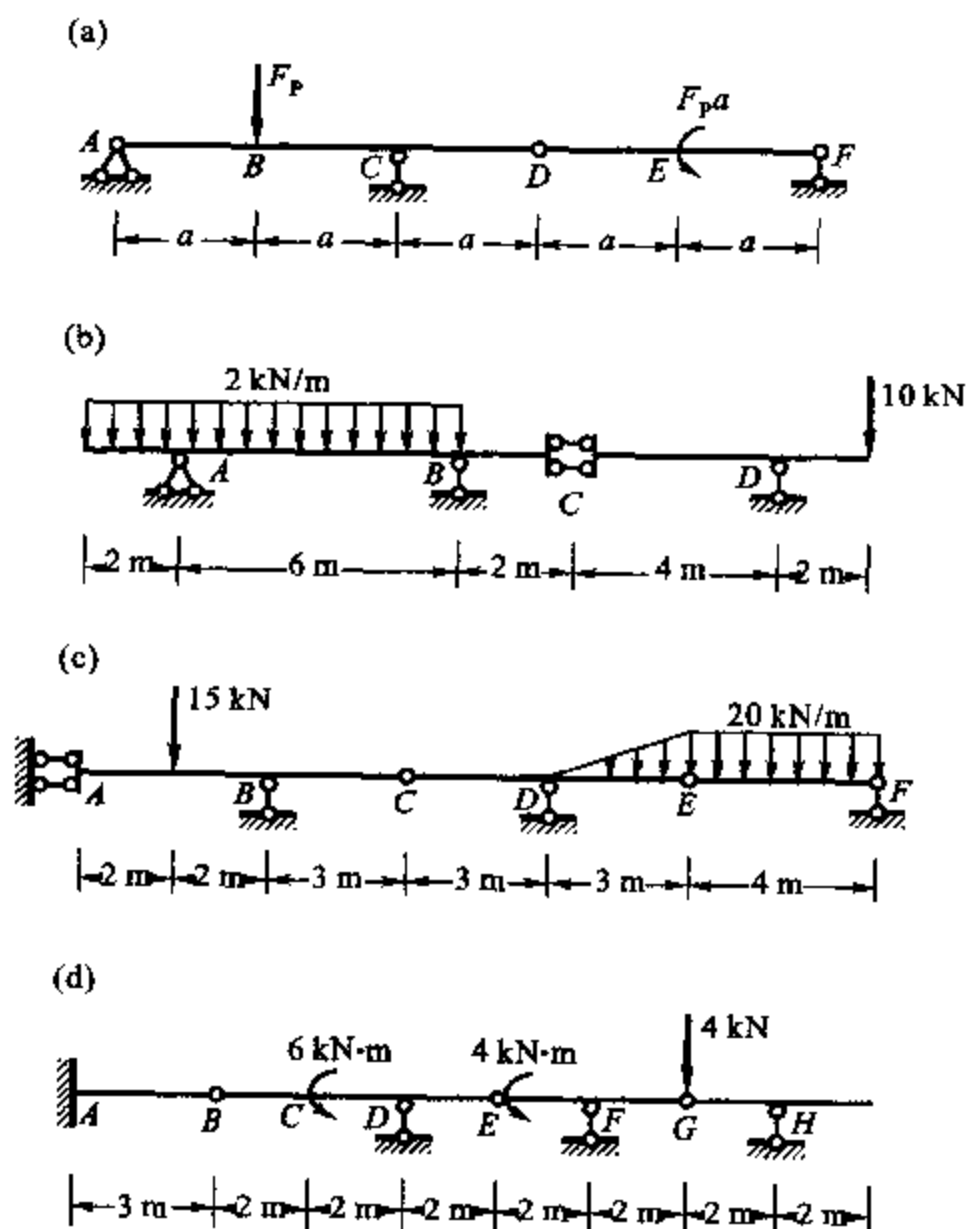 (a)
F_P
F_P a
A B C D E F
a a a a a
(b)
2 kN/m
10 kN
A B C D
2 m 6 m 2 m 4 m 2 m
(c)
15 kN
20 kN/m
A B C D E F
2 m 2 m 3 m 3 m 3 m 4 m
(d)
4 kN
6 kN·m 4 kN·m
A B C D E F G H
3 m 2 m 2 m 2 m 2 m 2 m 2 m 2 m